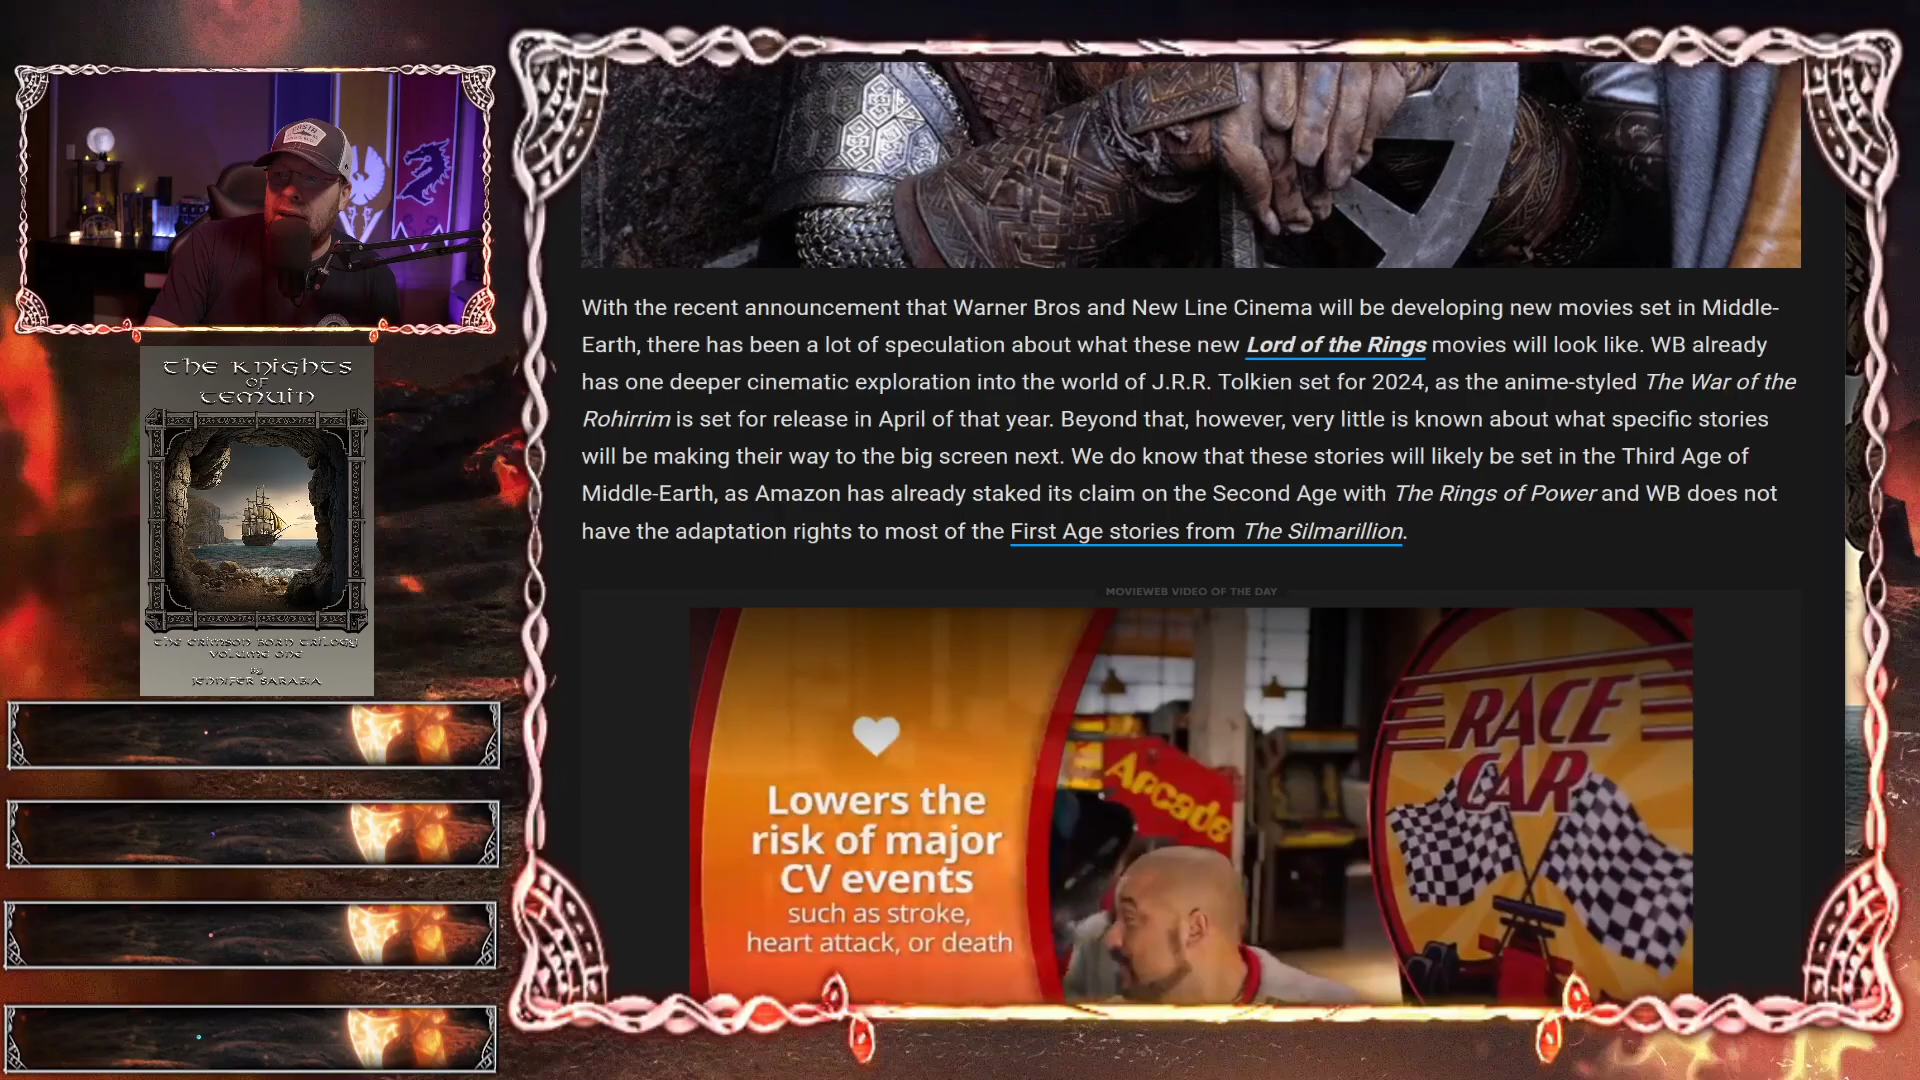 THE KNIGHTS
OF
TEMUIN
THE CRIMSON BORN TRILOGY
VOLUME ONE
By
JENNIFER SARABIA
With the recent announcement that Warner Bros and New Line Cinema will be developing new movies set in Middle-
Earth, there has been a lot of speculation about what these new Lord of the Rings movies will look like. WB already
has one deeper cinematic exploration into the world of J.R.R. Tolkien set for 2024, as the anime-styled The War of the
Rohirrim is set for release in April of that year. Beyond that, however, very little is known about what specific stories
will be making their way to the big screen next. We do know that these stories will likely be set in the Third Age of
Middle-Earth, as Amazon has already staked its claim on the Second Age with The Rings of Power and WB does not
have the adaptation rights to most of the First Age stories from The Silmarillion.
MOVIEWEB VIDEO OF THE DAY
Lowers the
risk of major
CV events
such as stroke,
heart attack, or death
Arcade
RACE
CAR